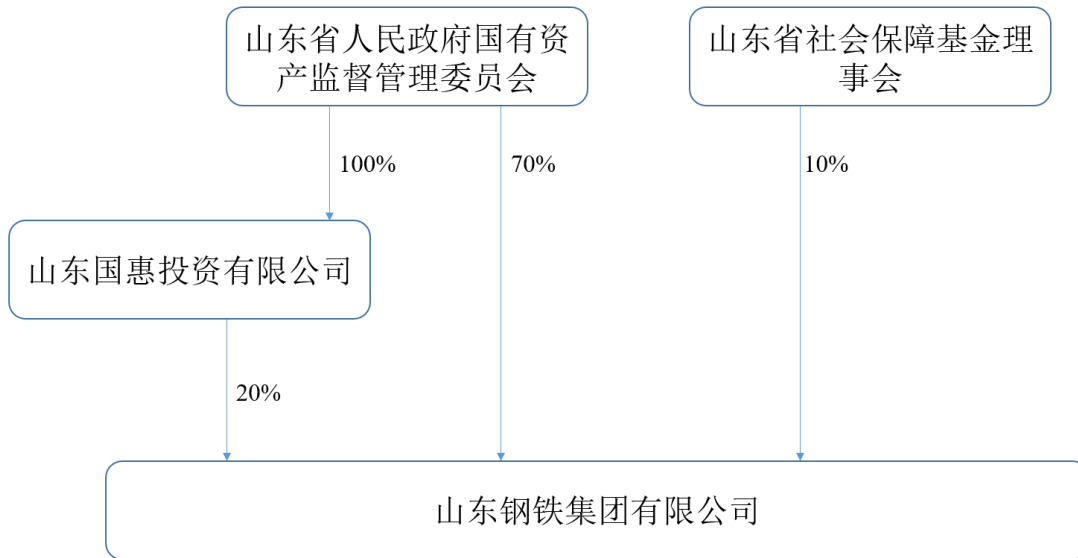 山东省人民政府国有资
产监督管理委员会
山东省社会保障基金理
事会
100%
70%
10%
山东国惠投资有限公司
20%
山东钢铁集团有限公司